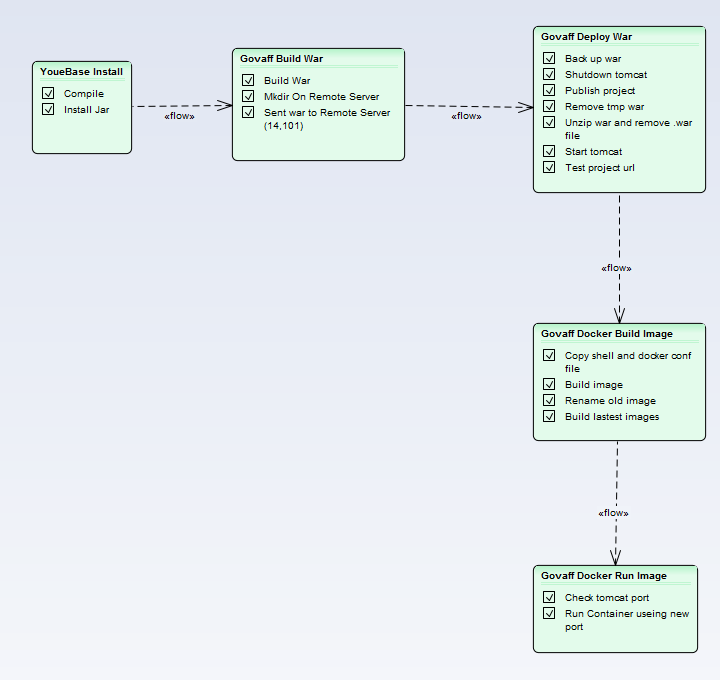 YoueBase Install
Compile
Install Jar
«flow»
Govaff Build War
Build War
Mkdir On Remote Server
Sent war to Remote Server
(14,101)
«flow»
Govaff Deploy War
Back up war
Shutdown tomcat
Publish project
Remove tmp war
Unzip war and remove .war
file
Start tomcat
Test project url
«flow»
Govaff Docker Build Image
Copy shell and docker conf
file
Build image
Rename old image
Build lastest images
«flow»
Govaff Docker Run Image
Check tomcat port
Run Container useing new
port